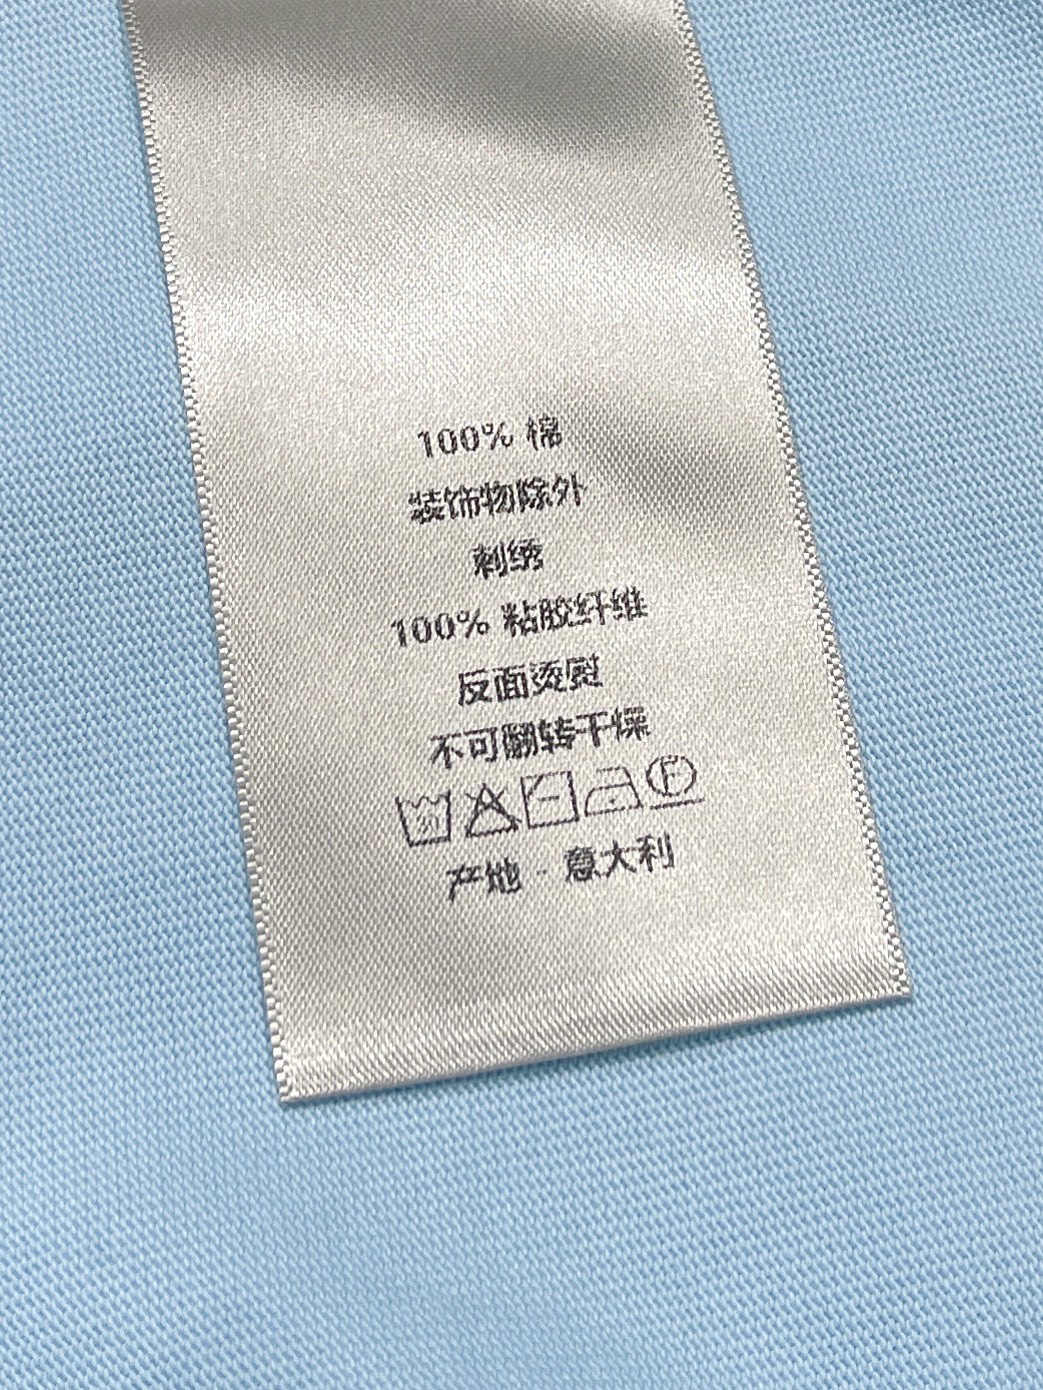 100% 棉
装饰物除外
刺绣
100% 粘胶纤维
反面烫熨
不可翻转干燥
30 F
产地 · 意大利